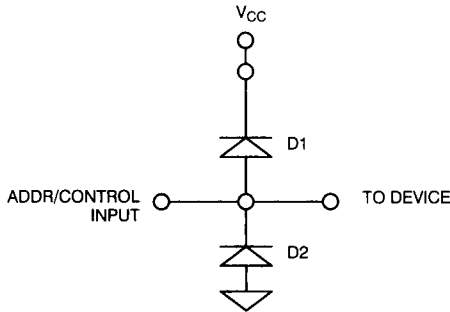 VCC
D1
ADDR/CONTROL
INPUT
TO DEVICE
D2